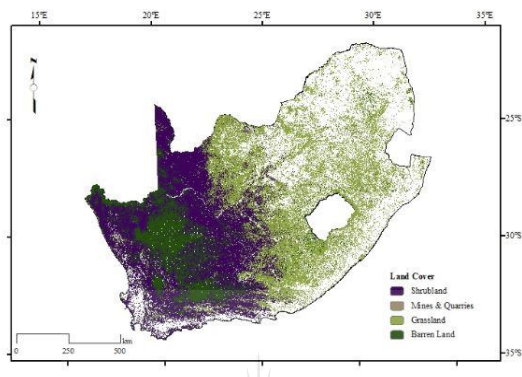 15°E 20°E 25°E 30°E 35°E
N
25°S
30°S
35°S
Land Cover
Shrubland
Mines & Quarries
Grassland
Barren Land
0 250 500
km